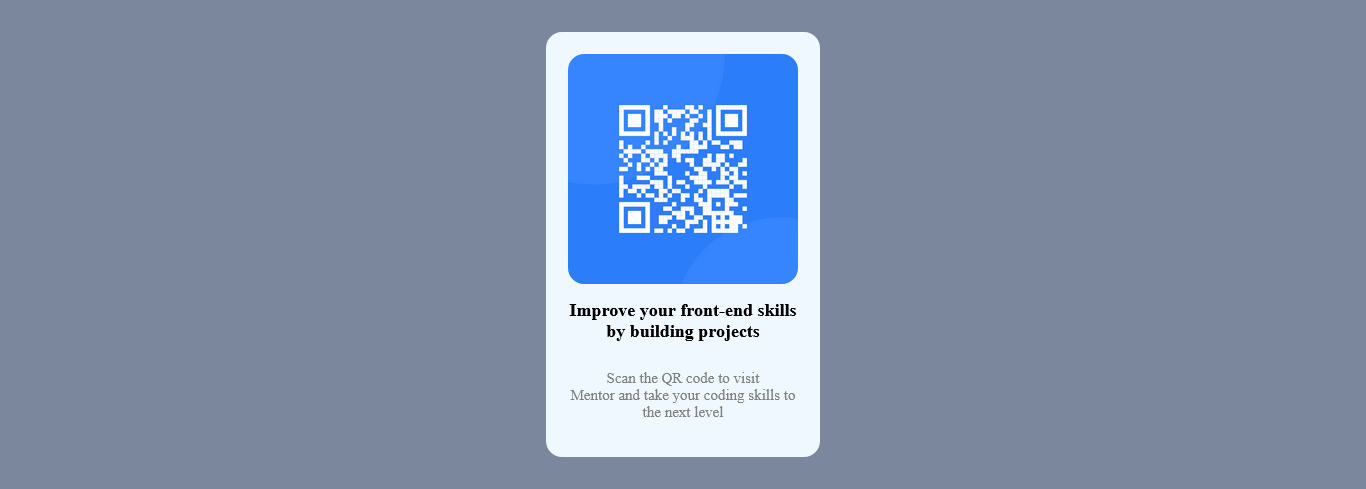 Improve your front-end skills
by building projects
Scan the QR code to visit
Mentor and take your coding skills to
the next level